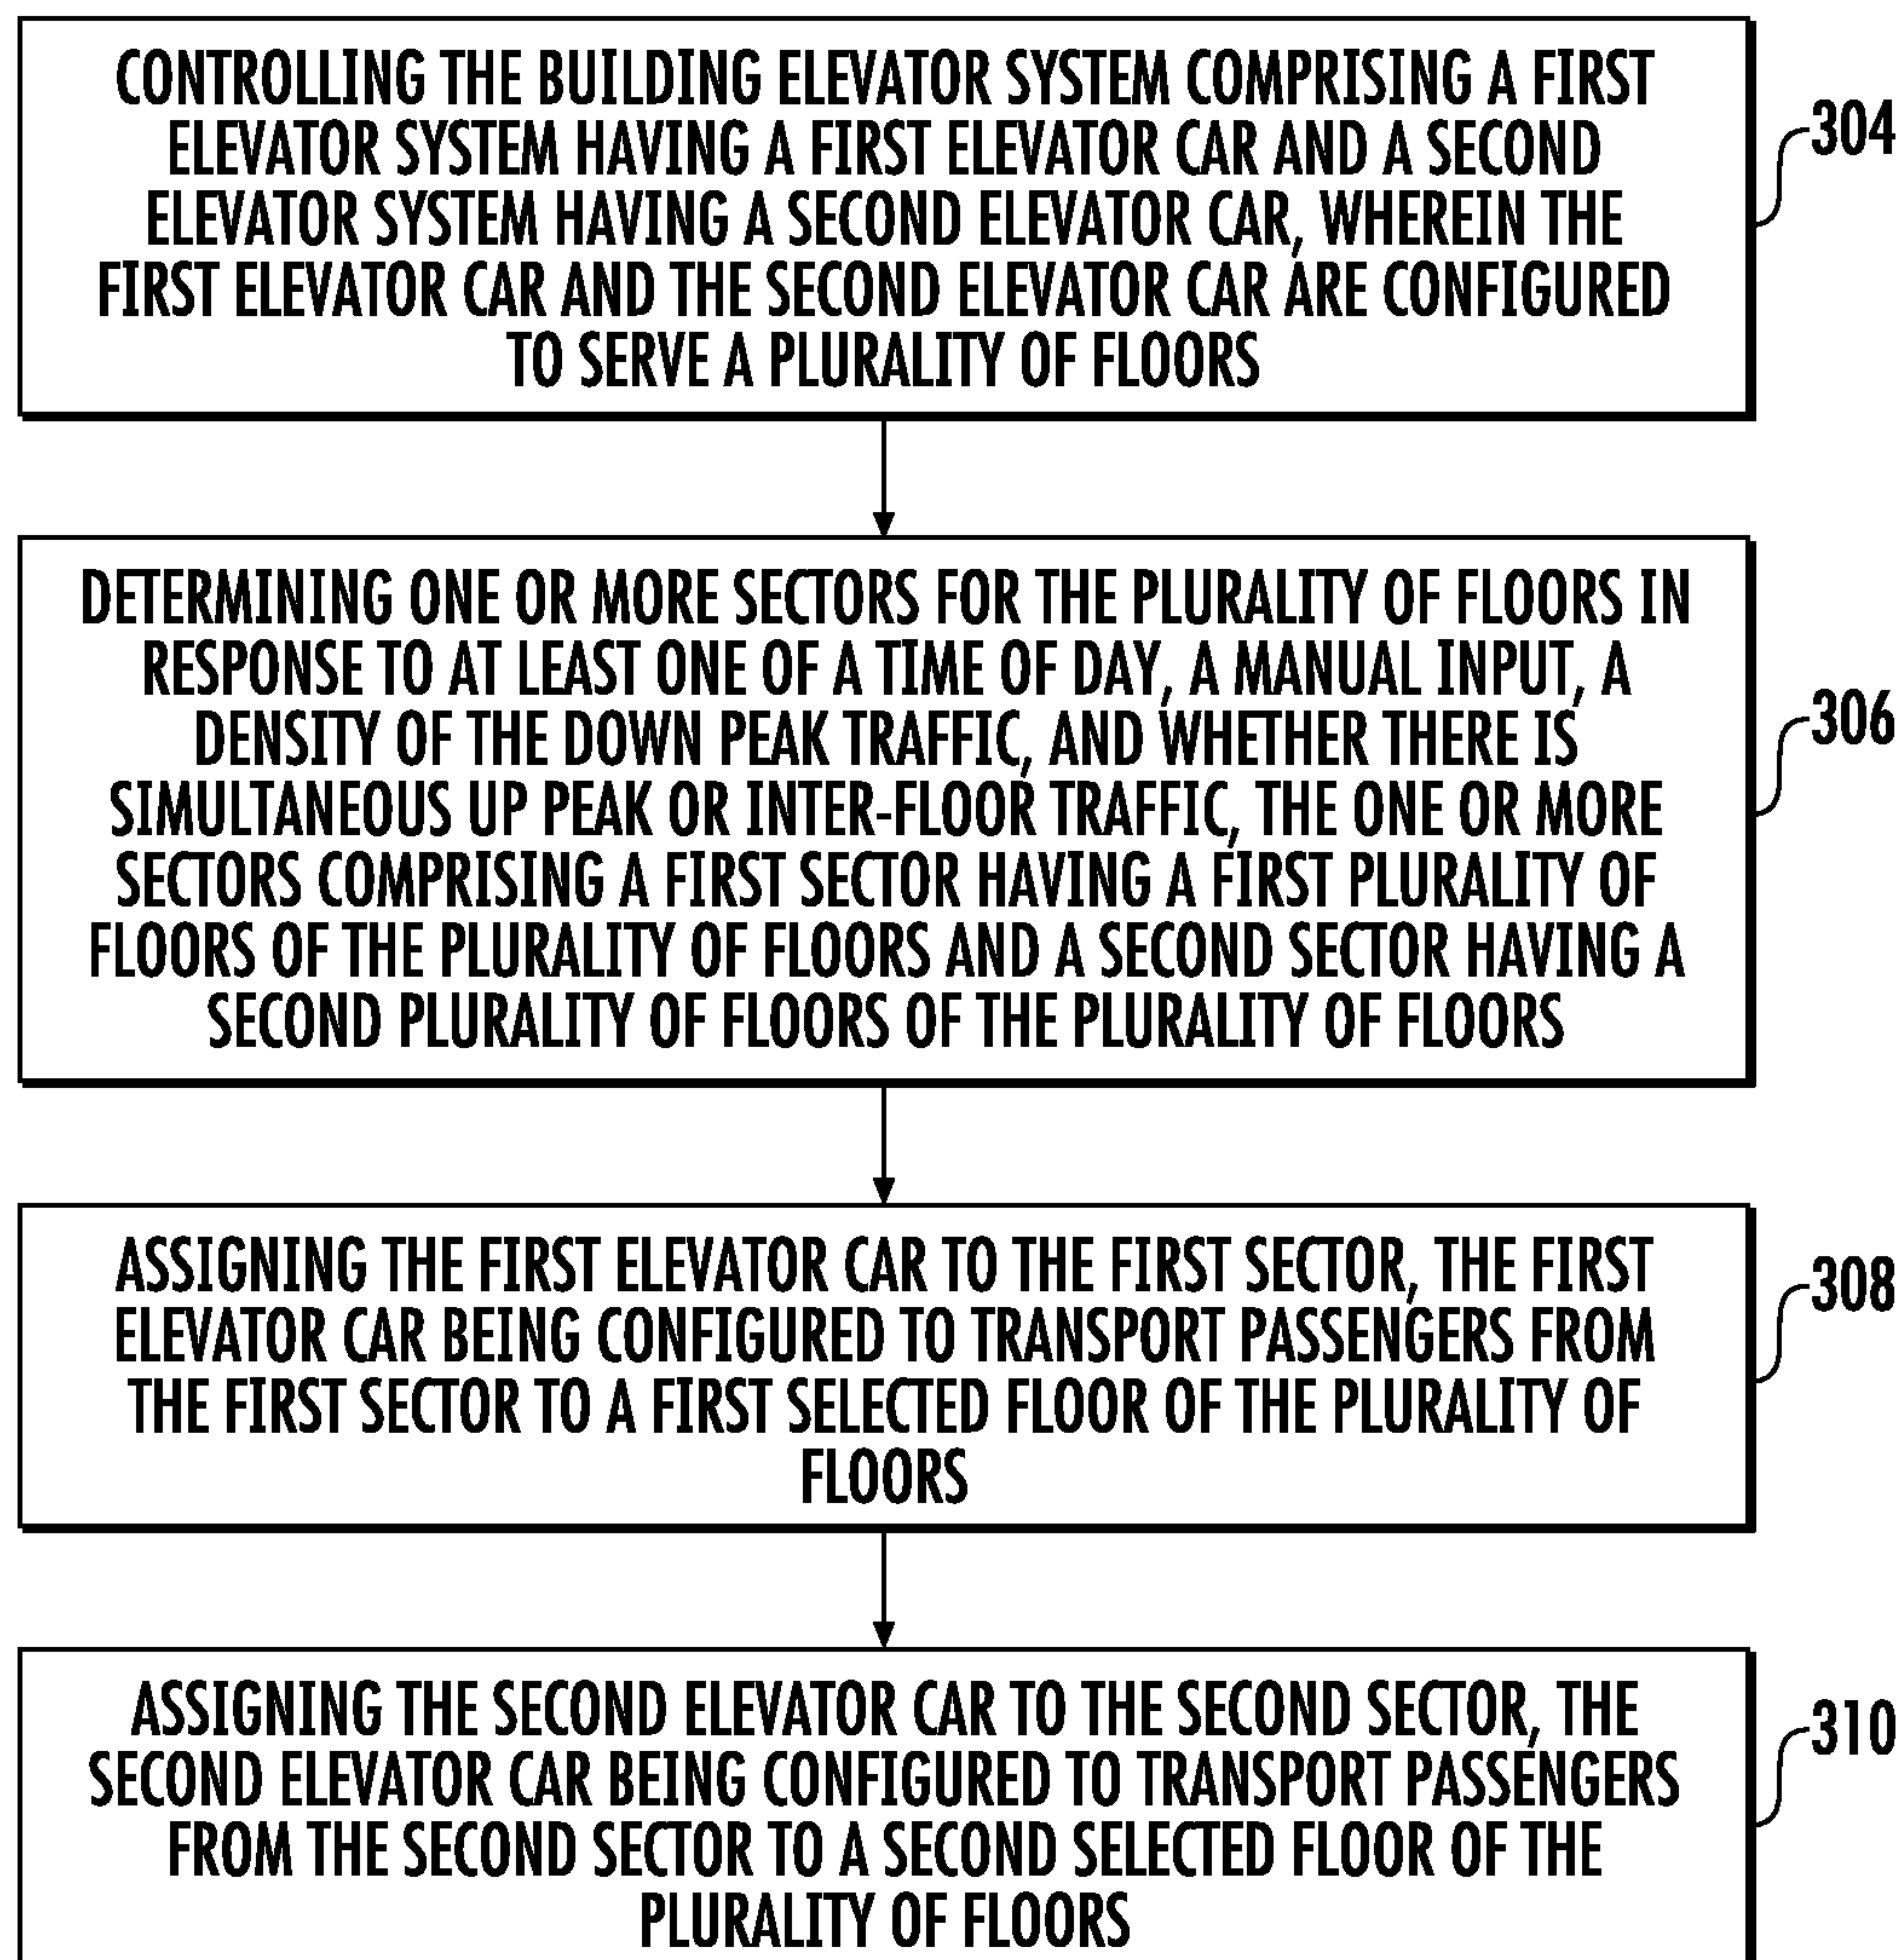 CONTROLLING THE BUILDING ELEVATOR SYSTEM COMPRISING A FIRST
ELEVATOR SYSTEM HAVING A FIRST ELEVATOR CAR AND A SECOND
ELEVATOR SYSTEM HAVING A SECOND ELEVATOR CAR, WHEREIN THE
FIRST ELEVATOR CAR AND THE SECOND ELEVATOR CAR ARE CONFIGURED
TO SERVE A PLURALITY OF FLOORS
304
DETERMINING ONE OR MORE SECTORS FOR THE PLURALITY OF FLOORS IN
RESPONSE TO AT LEAST ONE OF A TIME OF DAY, A MANUAL INPUT, A
DENSITY OF THE DOWN PEAK TRAFFIC, AND WHETHER THERE IS
SIMULTANEOUS UP PEAK OR INTER-FLOOR TRAFFIC, THE ONE OR MORE
SECTORS COMPRISING A FIRST SECTOR HAVING A FIRST PLURALITY OF
FLOORS OF THE PLURALITY OF FLOORS AND A SECOND SECTOR HAVING A
SECOND PLURALITY OF FLOORS OF THE PLURALITY OF FLOORS
306
ASSIGNING THE FIRST ELEVATOR CAR TO THE FIRST SECTOR, THE FIRST
ELEVATOR CAR BEING CONFIGURED TO TRANSPORT PASSENGERS FROM
THE FIRST SECTOR TO A FIRST SELECTED FLOOR OF THE PLURALITY OF
FLOORS
308
ASSIGNING THE SECOND ELEVATOR CAR TO THE SECOND SECTOR, THE
SECOND ELEVATOR CAR BEING CONFIGURED TO TRANSPORT PASSENGERS
FROM THE SECOND SECTOR TO A SECOND SELECTED FLOOR OF THE
PLURALITY OF FLOORS
310